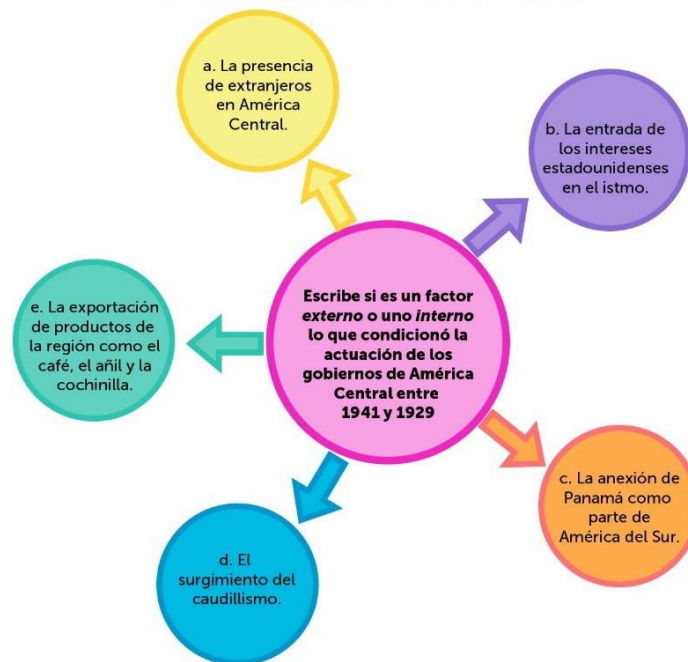 a. La presencia
de extranjeros
en América
Central.
b. La entrada de
los intereses
estadounidenses
en el istmo.
Escribe si es un factor
externo o uno interno
lo que condicionó la
actuación de los
gobiernos de América
Central entre
1941 y 1929
e. La exportación
de productos de
la región como el
café, el añil y la
cochinilla.
c. La anexión de
Panamá como
parte de
América del Sur.
d. El
surgimiento del
caudillismo.